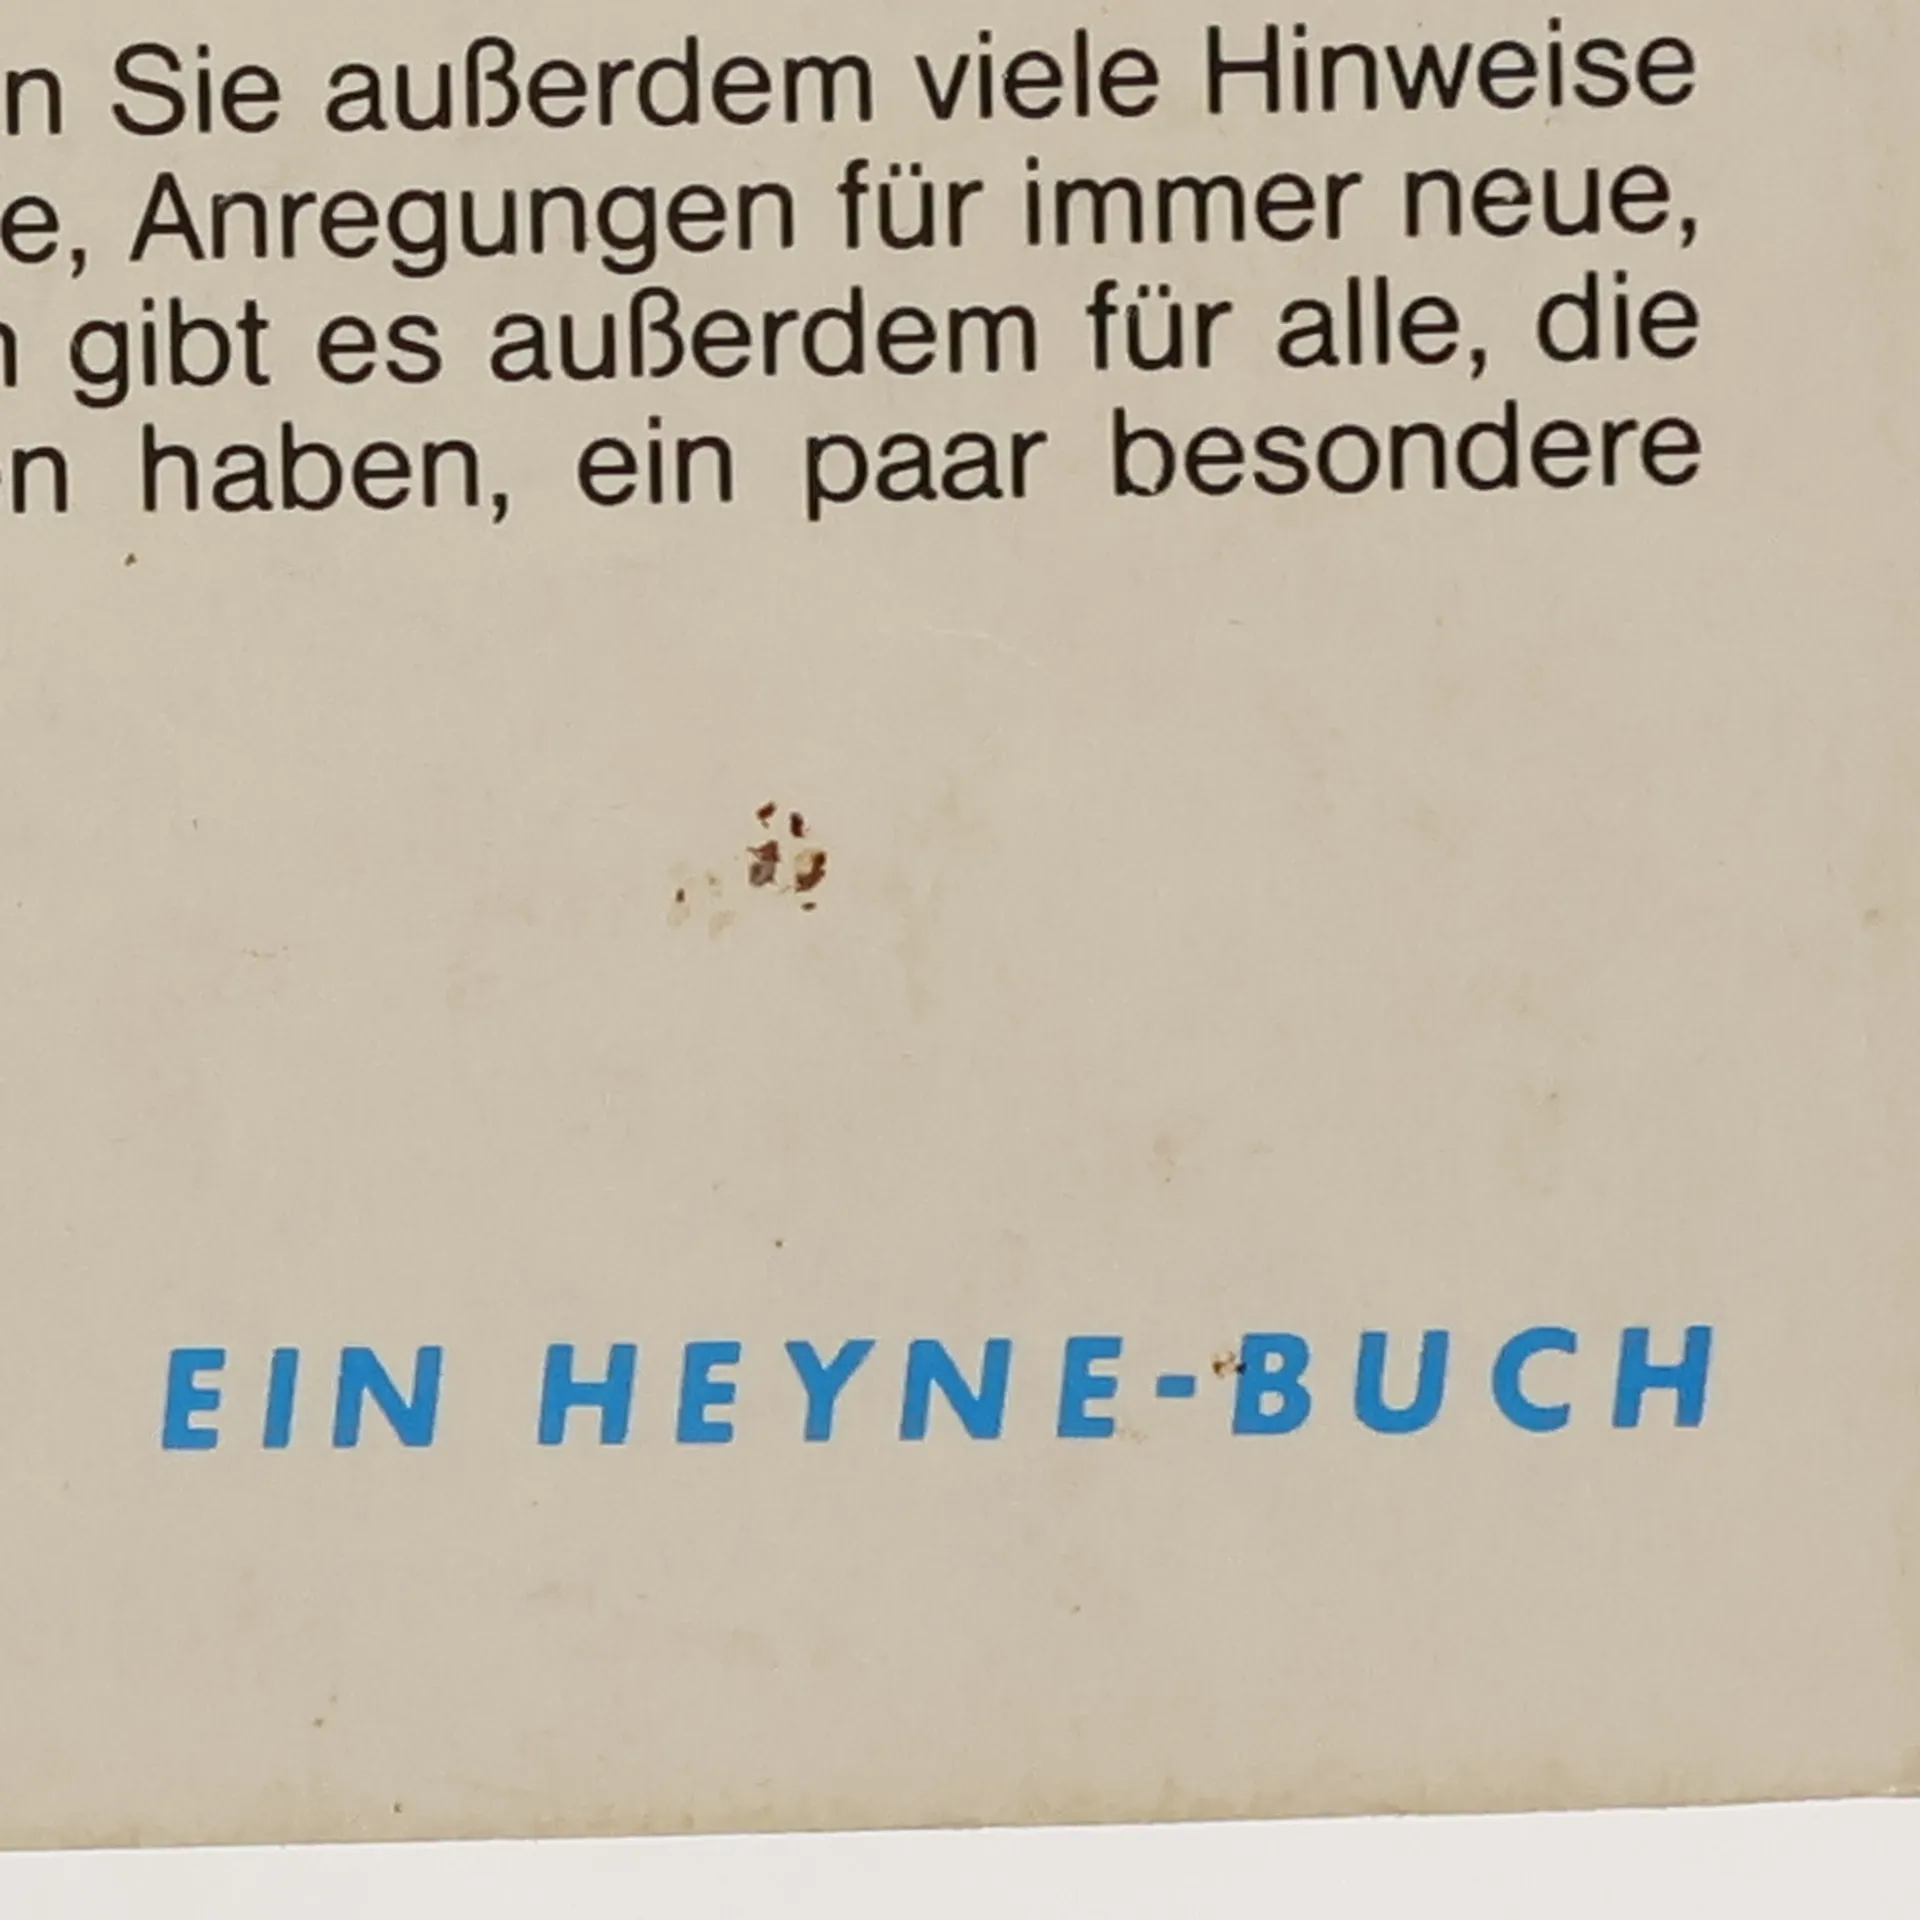 n Sie außerdem viele Hinweise
e, Anregungen für immer neue,
gibt es außerdem für alle, die
n haben, ein paar besondere
EIN HEYNE-BUCH